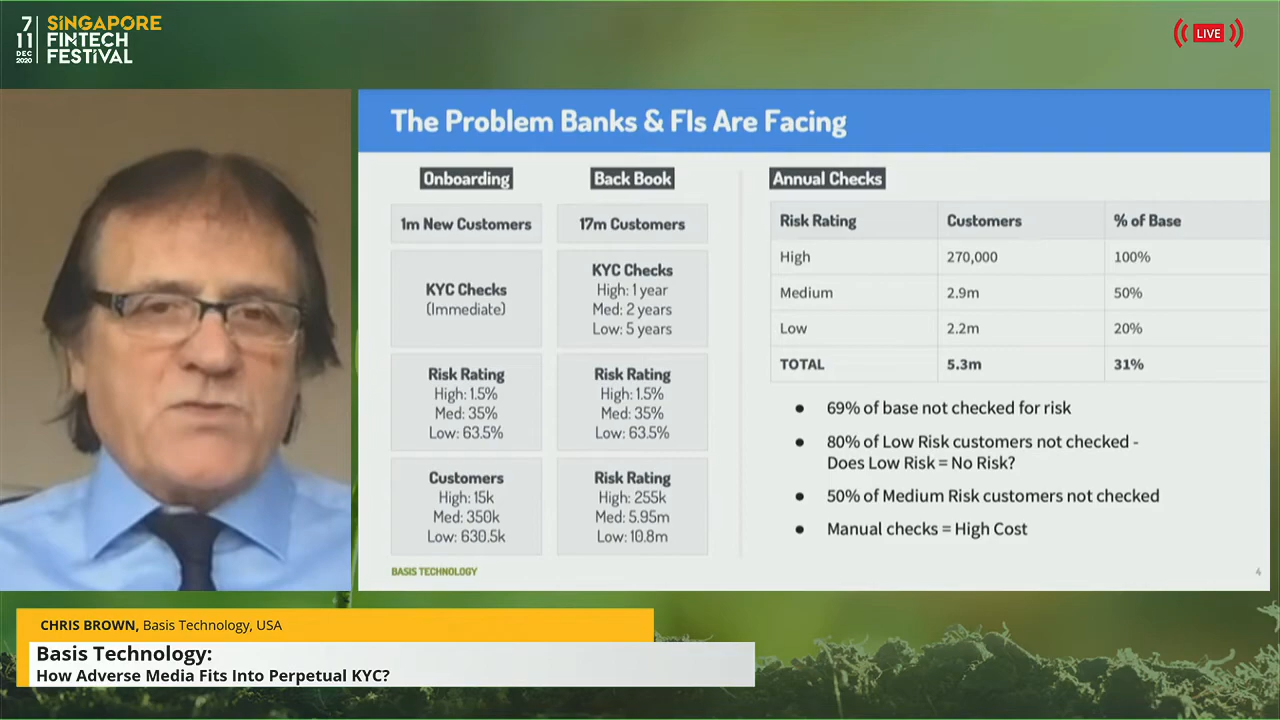 7
11
DEC
2020
SINGAPORE
FINTECH
FESTIVAL
LIVE
The Problem Banks & FIs Are Facing
Onboarding
1m New Customers
KYC Checks
(Immediate)
Risk Rating
High: 1.5%
Med: 35%
Low: 63.5%
Customers
High: 15k
Med: 350k
Low: 630.5k
Back Book
17m Customers
KYC Checks
High: 1 year
Med: 2 years
Low: 5 years
Risk Rating
High: 1.5%
Med: 35%
Low: 63.5%
Risk Rating
High: 255k
Med: 5.95m
Low: 10.8m
Annual Checks
Risk Rating Customers % of Base
High 270,000 100%
Medium 2.9m 50%
Low 2.2m 20%
TOTAL 5.3m 31%
● 69% of base not checked for risk
● 80% of Low Risk customers not checked -
Does Low Risk = No Risk?
● 50% of Medium Risk customers not checked
● Manual checks = High Cost
BASIS TECHNOLOGY
4
CHRIS BROWN, Basis Technology, USA
Basis Technology:
How Adverse Media Fits Into Perpetual KYC?